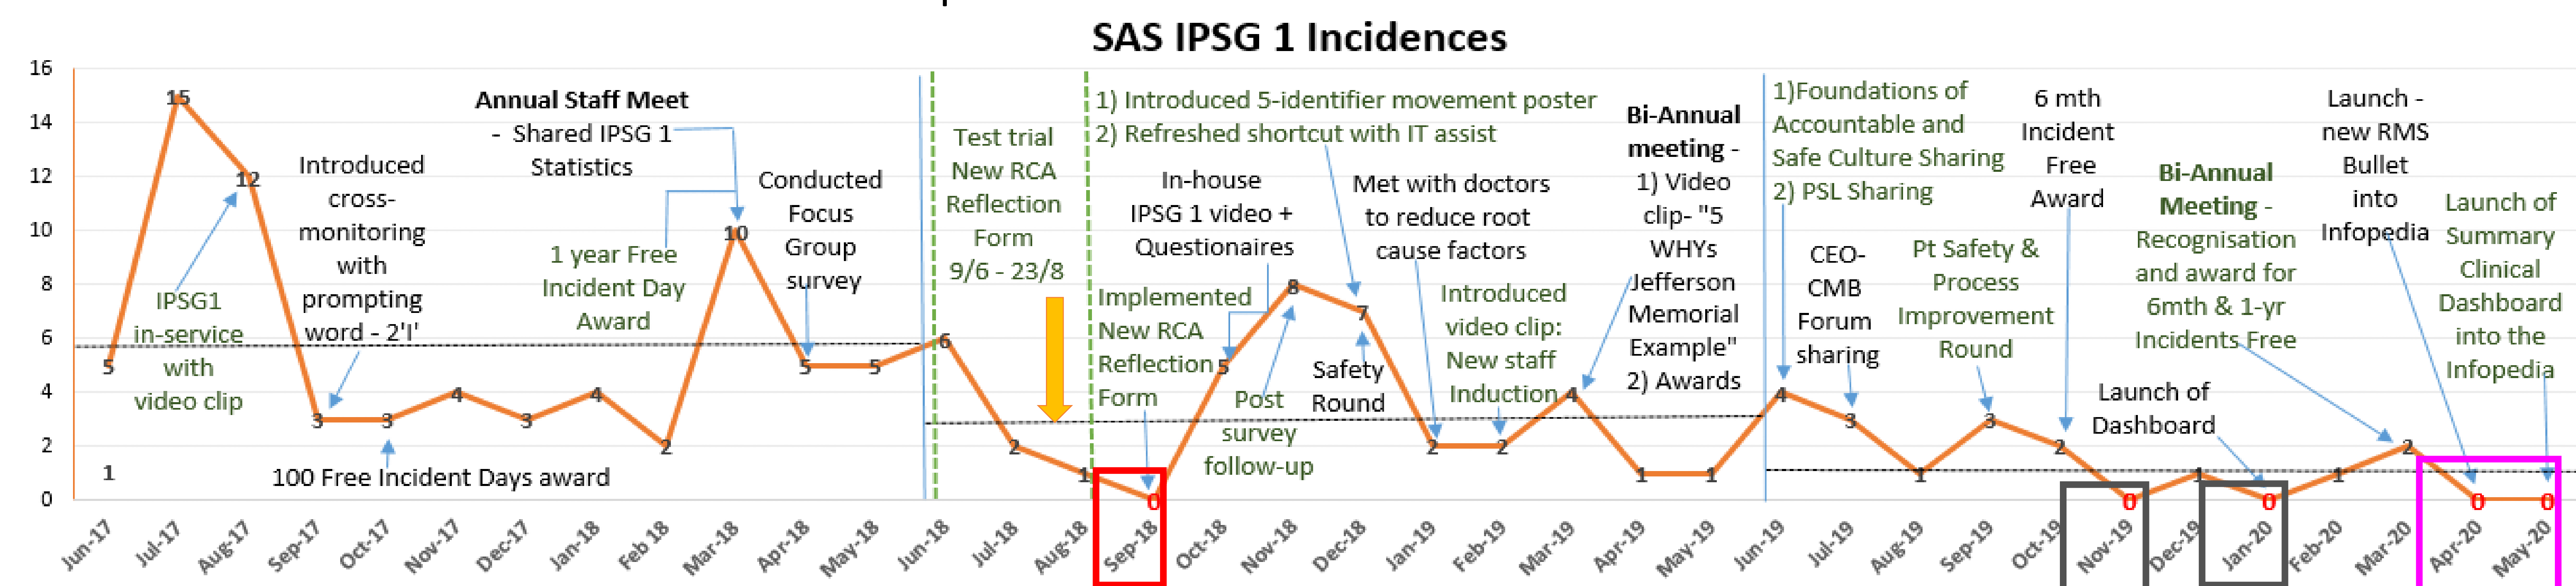 SAS IPSG 1 Incidences
16
14
12
10
8
6
4
2
0
5
1
15
12
3
3
4
3
4
2
10
5
5
6
2
1
0
5
8
7
2
2
4
1
1
4
3
1
3
2
0
1
0
1
2
0
0
IPSG1
in-service
with
video clip
Introduced
cross-
monitoring
with
prompting
word - 2'I'
100 Free Incident Days award
Annual Staff Meet
- Shared IPSG 1
Statistics
1 year Free
Incident Day
Award
Conducted
Focus
Group
survey
Test trial
New RCA
Reflection
Form
9/6 - 23/8
1) Introduced 5-identifier movement poster
2) Refreshed shortcut with IT assist
In-house
IPSG 1 video +
Questionaires
Implemented
New RCA
Reflection
Form
Post
survey
follow-up
Safety
Round
Met with doctors
to reduce root
cause factors
Introduced
video clip:
New staff
Induction
Bi-Annual
meeting -
1) Video
clip- "5
WHYs
Jefferson
Memorial
Example"
2) Awards
1)Foundations of
Accountable and
Safe Culture Sharing
2) PSL Sharing
CEO-
CMB
Forum
sharing
Pt Safety &
Process
Improvement
Round
6 mth
Incident
Free
Award
Launch of
Dashboard
Bi-Annual
Meeting -
Recognisation
and award for
6mth & 1-yr
Incidents Free
Launch -
new RMS
Bullet
into
Infopedia
Launch of
Summary
Clinical
Dashboard
into the
Infopedia
Jun-17
Jul-17
Aug-17
Sep-17
Oct-17
Nov-17
Dec-17
Jan-18
Feb 18
Mar-18
Apr-18
May-18
Jun-18
Jul-18
Aug-18
Sep-18
Oct-18
Nov-18
Dec-18
Jan-19
Feb-19
Mar-19
Apr-19
May-19
Jun-19
Jul-19
Aug-19
Sep-19
Oct-19
Nov-19
Dec-19
Jan-20
Feb-20
Mar-20
Apr-20
May-20